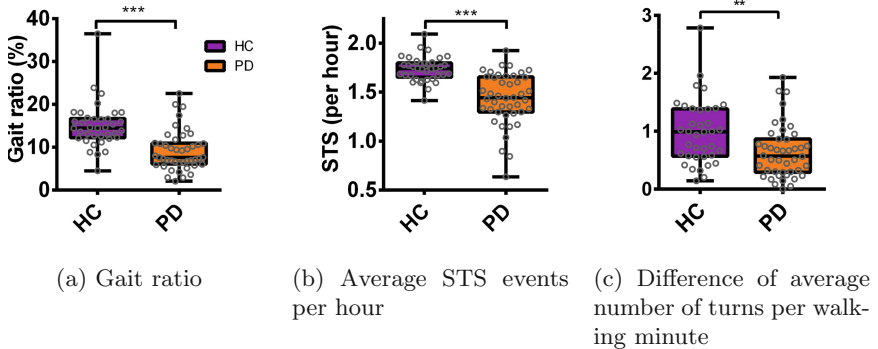 ***
Gait ratio (%)
40
30
20
10
0
HC
PD
HC
PD
***
STS (per hour)
1.5
1.0
0.5
HC
PD
**
3
2
1
0
HC
PD
(a) Gait ratio
(b) Average STS events
per hour
(c) Difference of average
number of turns per walk-
ing minute